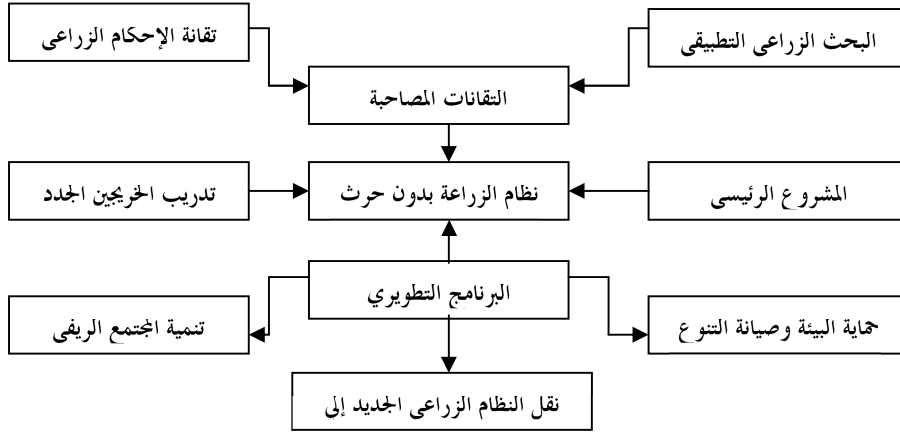 البحث الزراعى التطبيقى
تقانة الإحكام الزراعى
التقانات المصاحبة
المشروع الرئيسى
نظام الزراعة بدون حرث
تدريب الخريجين الجدد
البرنامج التطويري
حماية البيئة وصيانة التنوع
تنمية المجتمع الريفى
نقل النظام الزراعى الجديد إلى